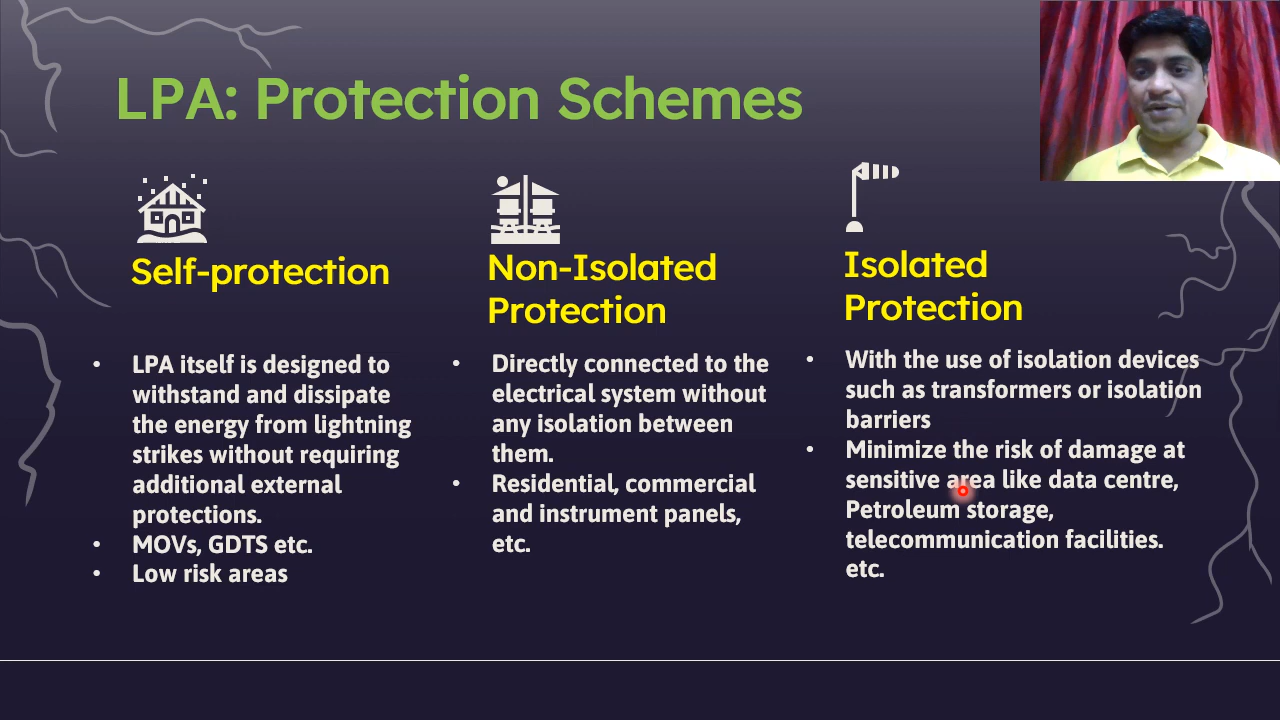 LPA: Protection Schemes
Self-protection
• LPA itself is designed to
withstand and dissipate
the energy from lightning
strikes without requiring
additional external
protections.
• MOVs, GDTS etc.
• Low risk areas
Non-Isolated
Protection
• Directly connected to the
electrical system without
any isolation between
them.
• Residential, commercial
and instrument panels,
etc.
Isolated
Protection
• With the use of isolation devices
such as transformers or isolation
barriers
• Minimize the risk of damage at
sensitive area like data centre,
Petroleum storage,
telecommunication facilities.
etc.